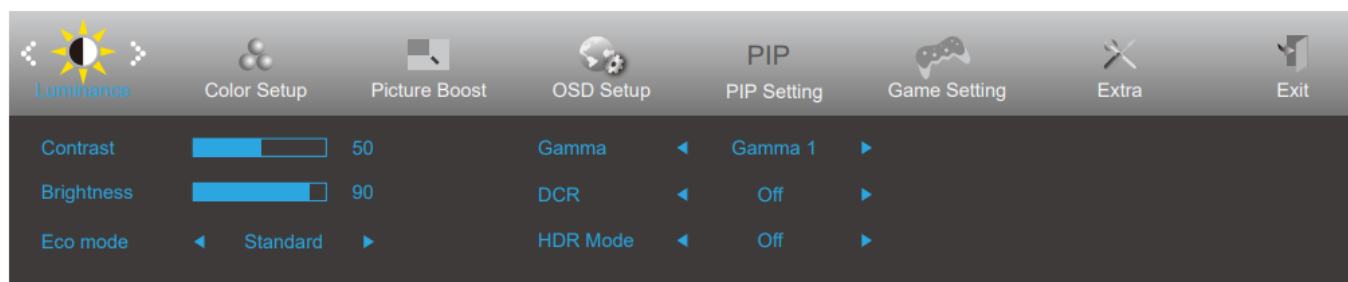 PIP
Luminance Color Setup Picture Boost OSD Setup PIP Setting Game Setting Extra Exit
Contrast 50 Gamma Gamma 1
Brightness 90 DCR Off
Eco mode Standard HDR Mode Off